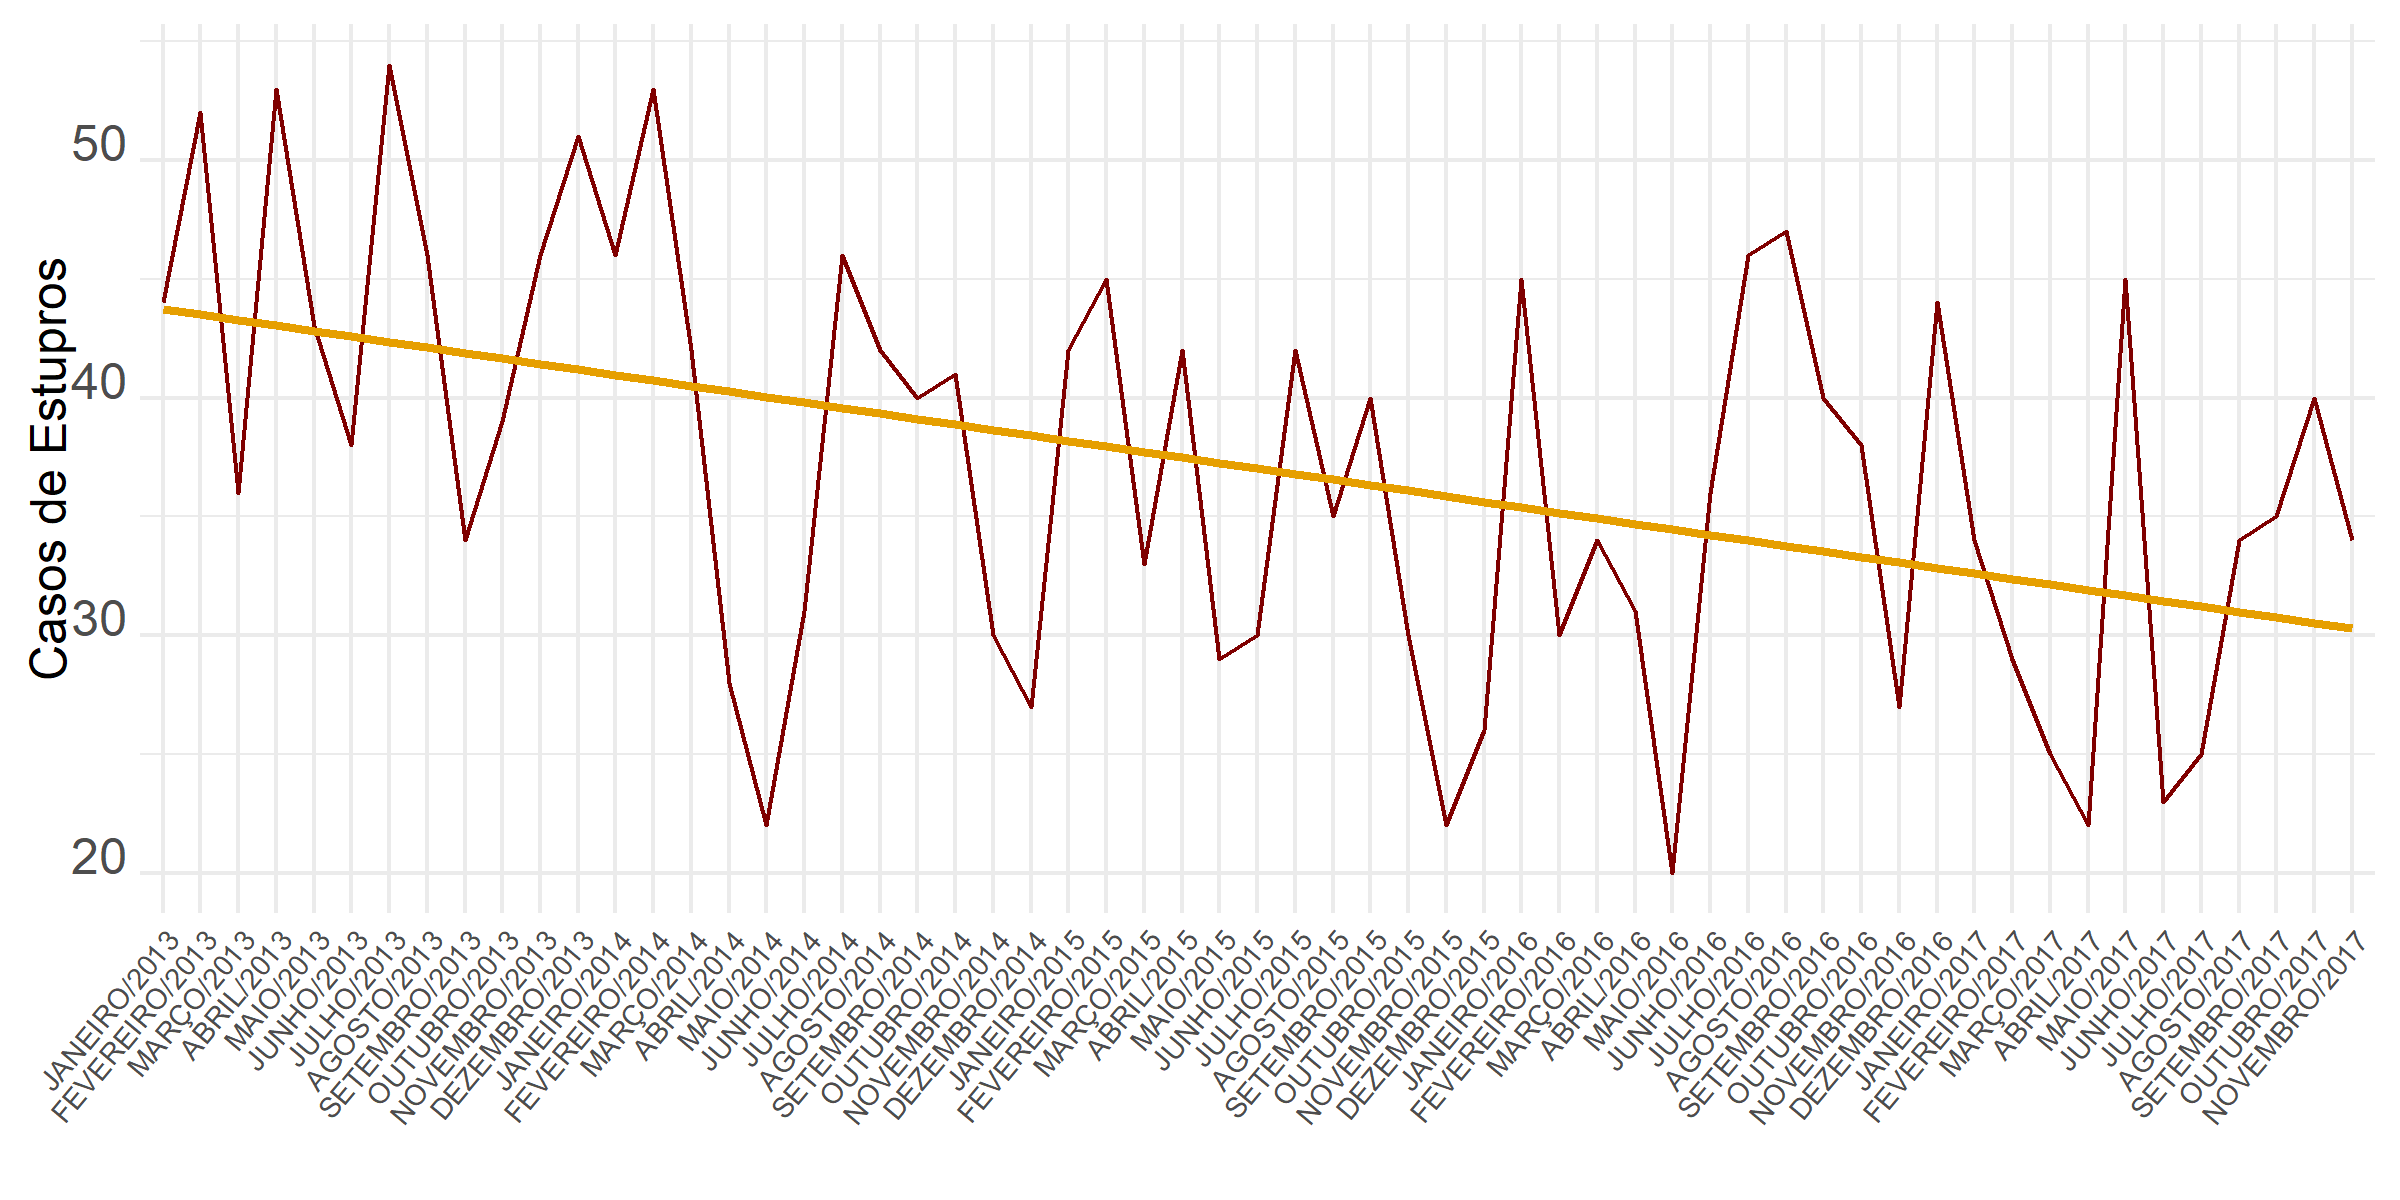 Casos de Estupros
50
40
30
20
JANEIRO/2013
FEVEREIRO/2013
MARÇO/2013
ABRIL/2013
MAIO/2013
JUNHO/2013
JULHO/2013
AGOSTO/2013
SETEMBRO/2013
OUTUBRO/2013
NOVEMBRO/2013
DEZEMBRO/2013
JANEIRO/2014
FEVEREIRO/2014
MARÇO/2014
ABRIL/2014
MAIO/2014
JUNHO/2014
JULHO/2014
AGOSTO/2014
SETEMBRO/2014
OUTUBRO/2014
NOVEMBRO/2014
DEZEMBRO/2014
JANEIRO/2015
FEVEREIRO/2015
MARÇO/2015
ABRIL/2015
MAIO/2015
JUNHO/2015
JULHO/2015
AGOSTO/2015
SETEMBRO/2015
OUTUBRO/2015
NOVEMBRO/2015
DEZEMBRO/2015
JANEIRO/2016
FEVEREIRO/2016
MARÇO/2016
ABRIL/2016
MAIO/2016
JUNHO/2016
JULHO/2016
AGOSTO/2016
SETEMBRO/2016
OUTUBRO/2016
NOVEMBRO/2016
DEZEMBRO/2016
JANEIRO/2017
FEVEREIRO/2017
MARÇO/2017
ABRIL/2017
MAIO/2017
JUNHO/2017
JULHO/2017
AGOSTO/2017
SETEMBRO/2017
OUTUBRO/2017
NOVEMBRO/2017